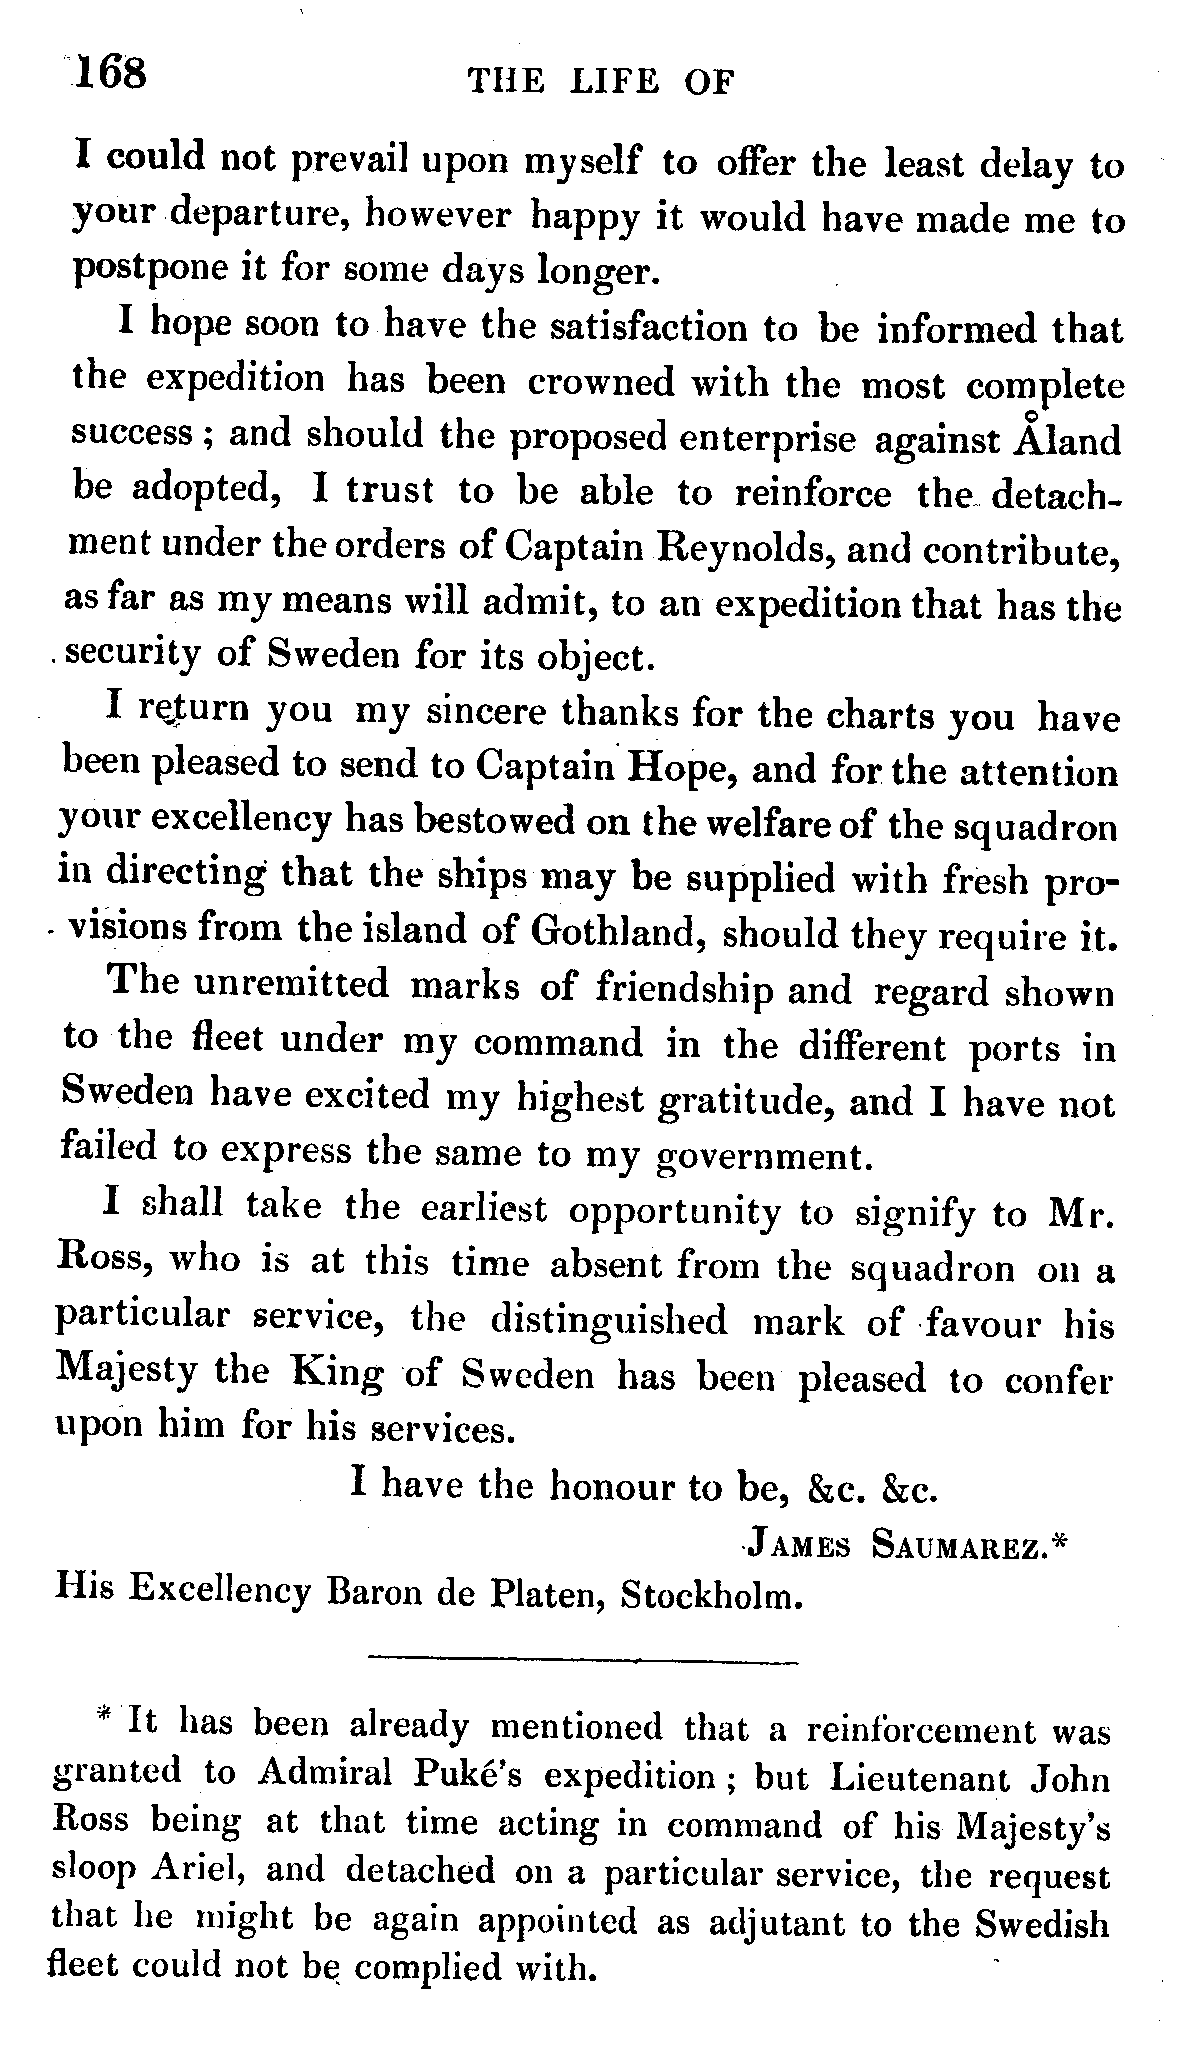 168 THE LIFE OF
I could not prevail upon myself to offer the least delay to
your departure, however happy it would have made me to
postpone it for some days longer.
I hope soon to have the satisfaction to be informed that
the expedition has been crowned with the most complete
success ; and should the proposed enterprise against Åland
be adopted, I trust to be able to reinforce the detach-
ment under the orders of Captain Reynolds, and contribute,
as far as my means will admit, to an expedition that has the
security of Sweden for its object.
I return you my sincere thanks for the charts you have
been pleased to send to Captain Hope, and for the attention
your excellency has bestowed on the welfare of the squadron
in directing that the ships may be supplied with fresh pro-
visions from the island of Gothland, should they require it.
The unremitted marks of friendship and regard shown
to the fleet under my command in the different ports in
Sweden have excited my highest gratitude, and I have not
failed to express the same to my government.
I shall take the earliest opportunity to signify to Mr.
Ross, who is at this time absent from the squadron on a
particular service, the distinguished mark of favour his
Majesty the King of Sweden has been pleased to confer
upon him for his services.
I have the honour to be, &c. &c.
JAMES SAUMAREZ.*
His Excellency Baron de Platen, Stockholm.
* It has been already mentioned that a reinforcement was
granted to Admiral Puké's expedition ; but Lieutenant John
Ross being at that time acting in command of his Majesty's
sloop Ariel, and detached on a particular service, the request
that he might be again appointed as adjutant to the Swedish
fleet could not be complied with.